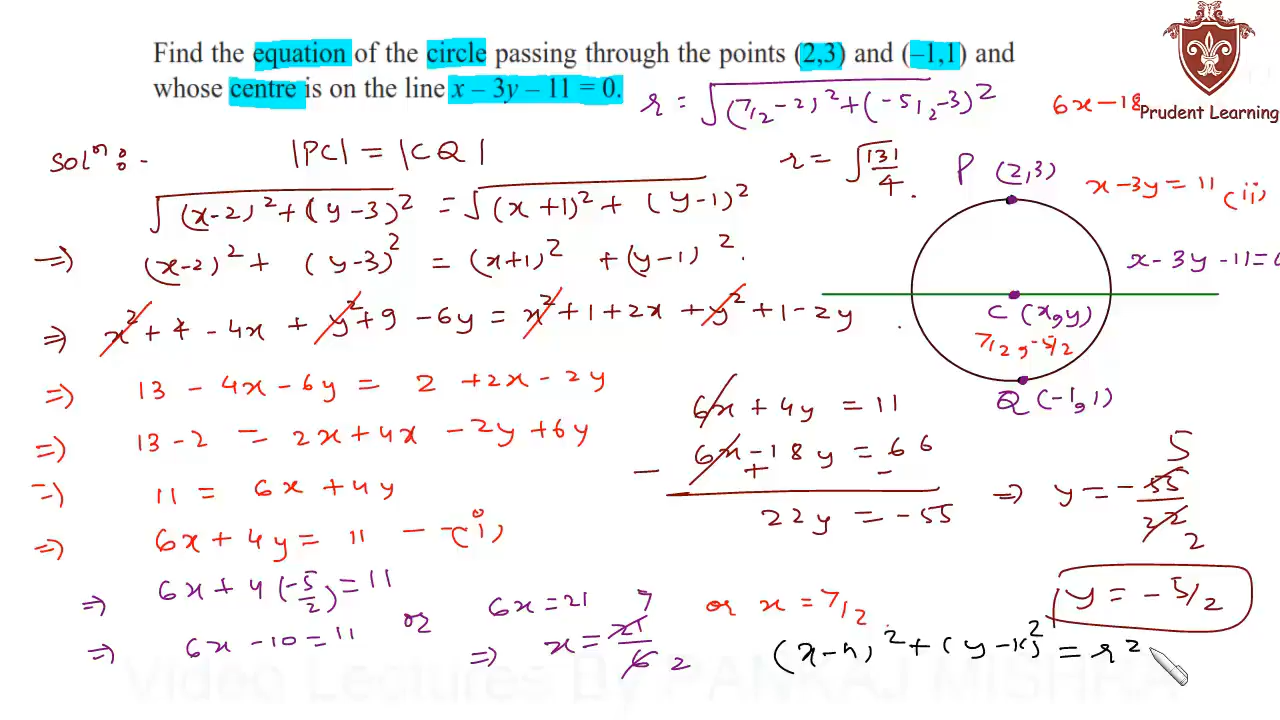 Find the equation of the circle passing through the points (2,3) and (–1,1) and
whose centre is on the line x – 3y – 11 = 0.
Prudent Learning
r = √((7/2 -2)² + (-5/2 -3)²
6x - 18
Solⁿ :-
|PC| = |CQ|
r = √(131/4) .
P (2,3)
x - 3y = 11 (ii)
√((x-2)² + (y-3)²) = √((x+1)² + (y-1)²
⇒ (x-2)² + (y-3)² = (x+1)² + (y-1)² .
x - 3y - 11 = 0
C (x,y)
7/2 , -5/2
Q (-1,1)
⇒ x² + 4 - 4x + y² + 9 - 6y = x² + 1 + 2x + y² + 1 - 2y .
⇒ 13 - 4x - 6y = 2 + 2x - 2y
⇒ 13 - 2 = 2x + 4x - 2y + 6y
⇒ 11 = 6x + 4y
⇒ 6x + 4y = 11 - (i)
6x + 4y = 11
- 6x - 18y = 66
+ -
22y = -55
⇒ y = - 55/22
5
2
y = - 5/2
⇒ 6x + 4 (-5/2) = 11
⇒ 6x - 10 = 11
or
6x = 21
⇒ x = 21/6
7
2
or x = 7/2 .
(x-h)² + (y-k)² = r²
Video Lectures By PANKAJ MISHRA